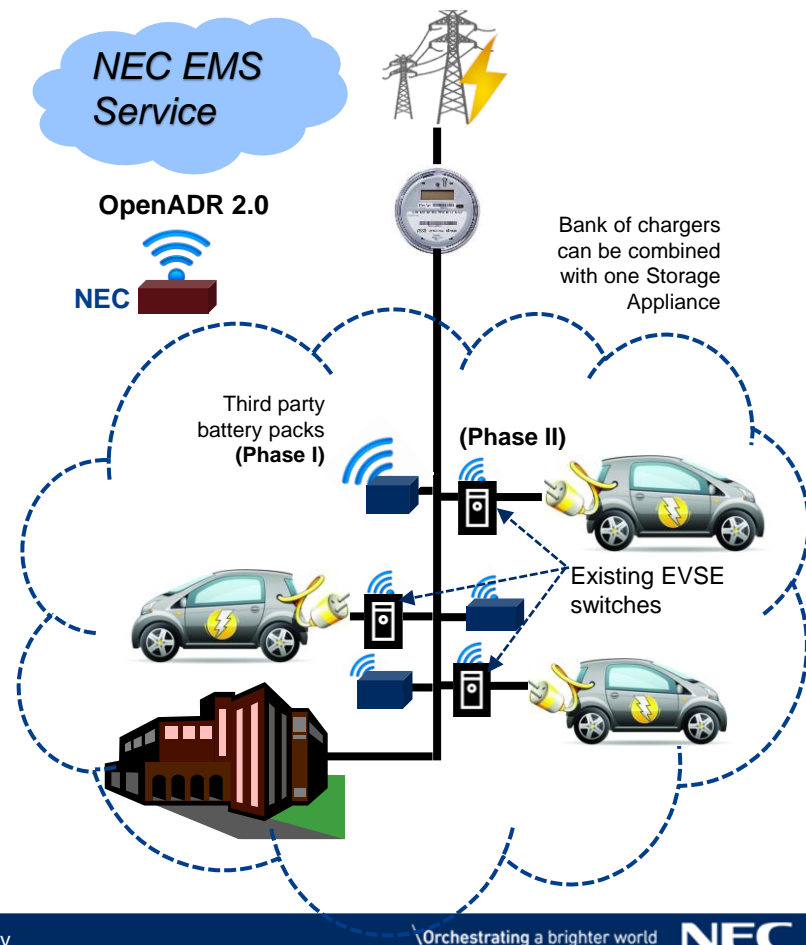 NEC EMS
Service
OpenADR 2.0
NEC
Bank of chargers
can be combined
with one Storage
Appliance
Third party
battery packs
(Phase I)
(Phase II)
Existing EVSE
switches
y
\Orchestrating a brighter world
NEC